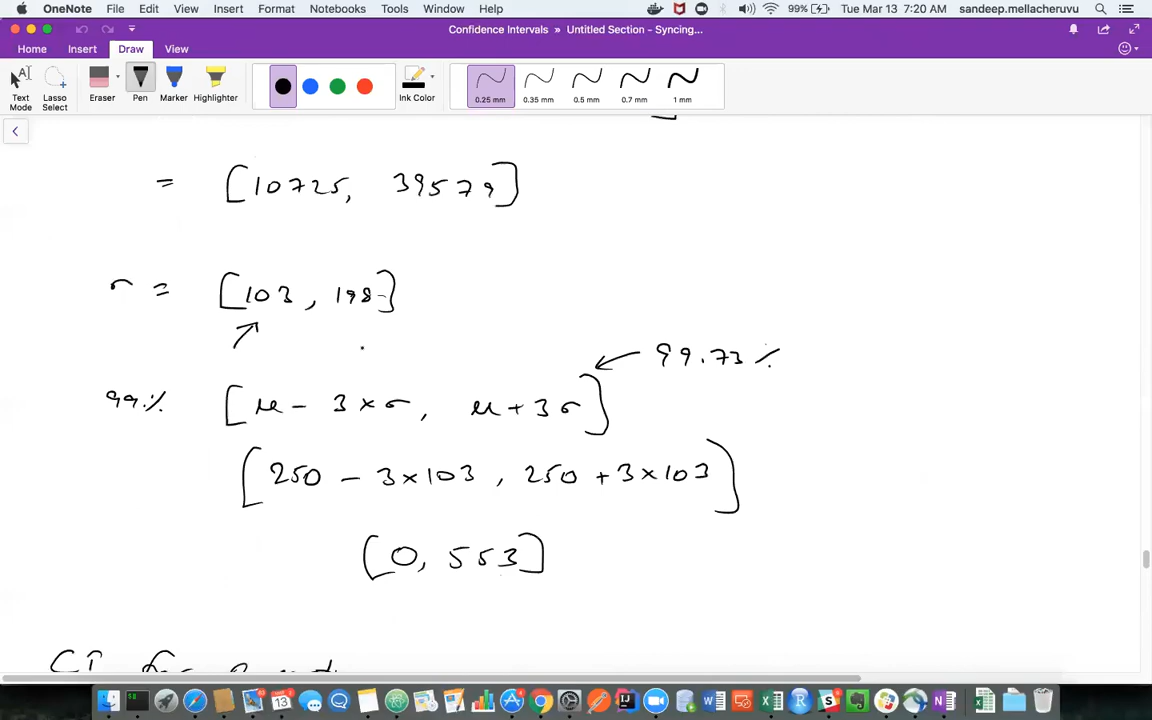 OneNote File Edit View Insert Format Notebooks Tools Window Help 99% Tue Mar 13 7:20 AM sandeep.mellacheruvu
Confidence Intervals » Untitled Section - Syncing...
Home Insert Draw View
Text Mode Lasso Select Eraser Pen Marker Highlighter Ink Color 0.25 mm 0.35 mm 0.5 mm 0.7 mm 1 mm
= [10725, 39579]
σ = [103, 198]
99.73 %
99% [μ - 3×σ, μ + 3σ]
[250 - 3×103, 250 + 3×103]
[0, 553]
CI for a